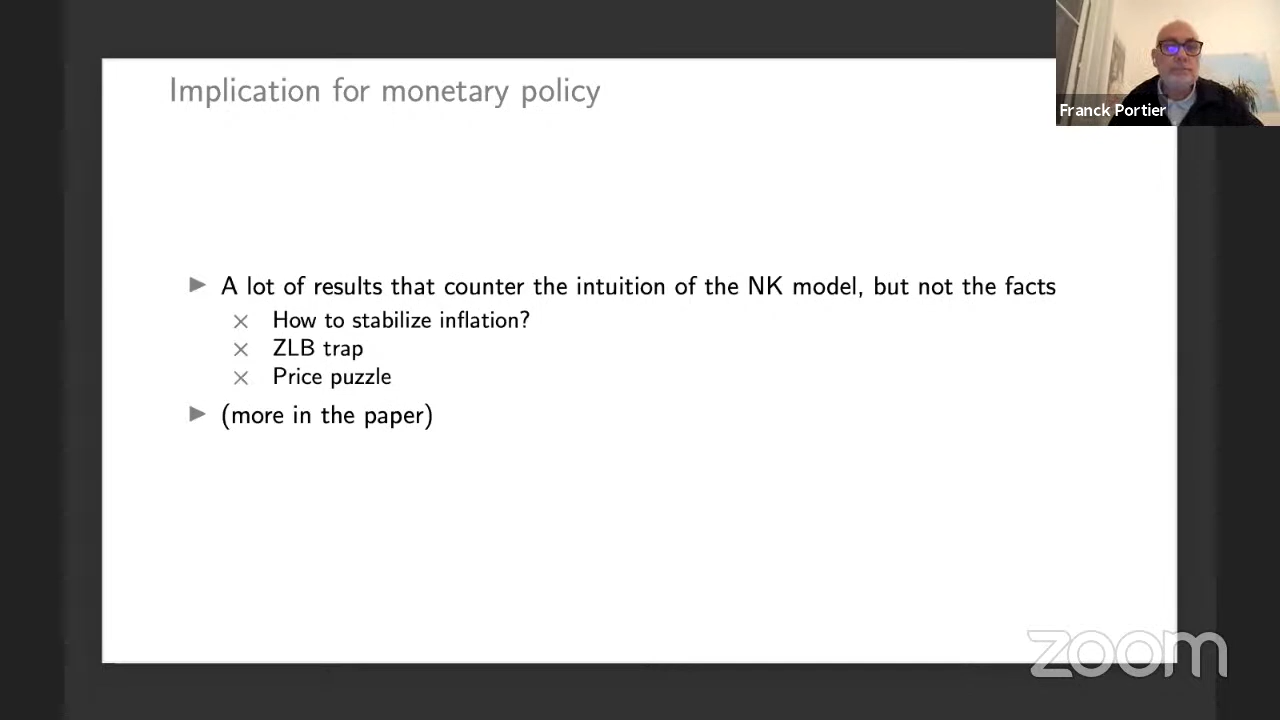 Implication for monetary policy
Franck Portier
▶ A lot of results that counter the intuition of the NK model, but not the facts
× How to stabilize inflation?
× ZLB trap
× Price puzzle
▶ (more in the paper)
zoom